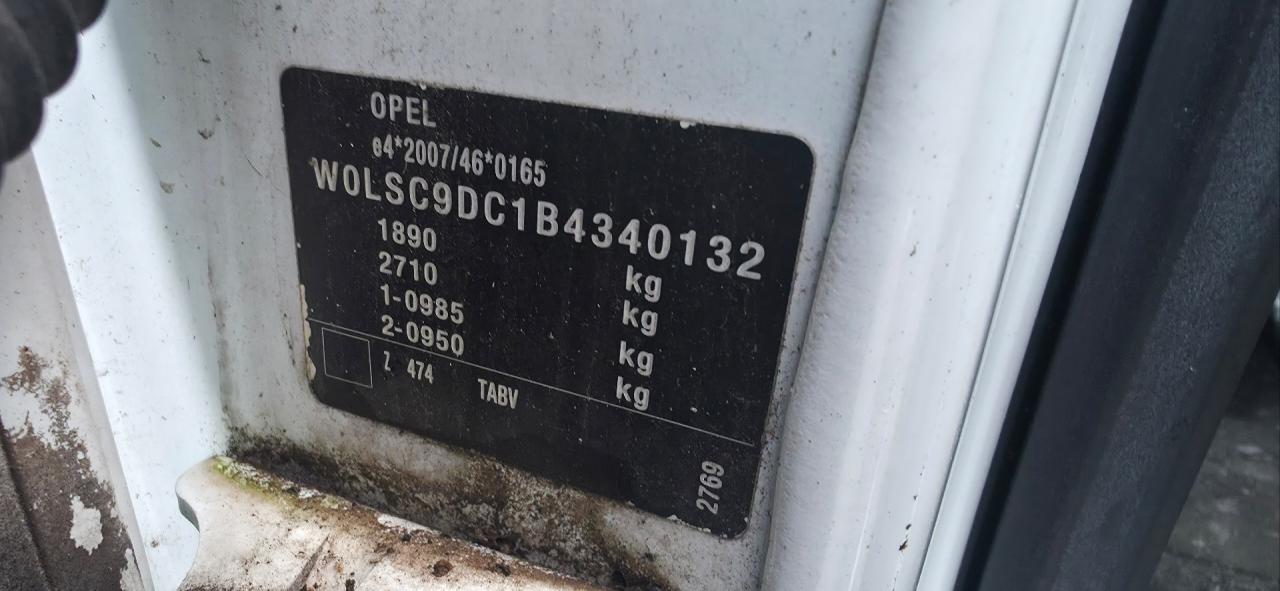 OPEL
e4*2007/46*0165
W0LSC9DC1B4340132
1890 kg
2710 kg
1-0985 kg
2-0950 kg
Z 474 TABV
2769